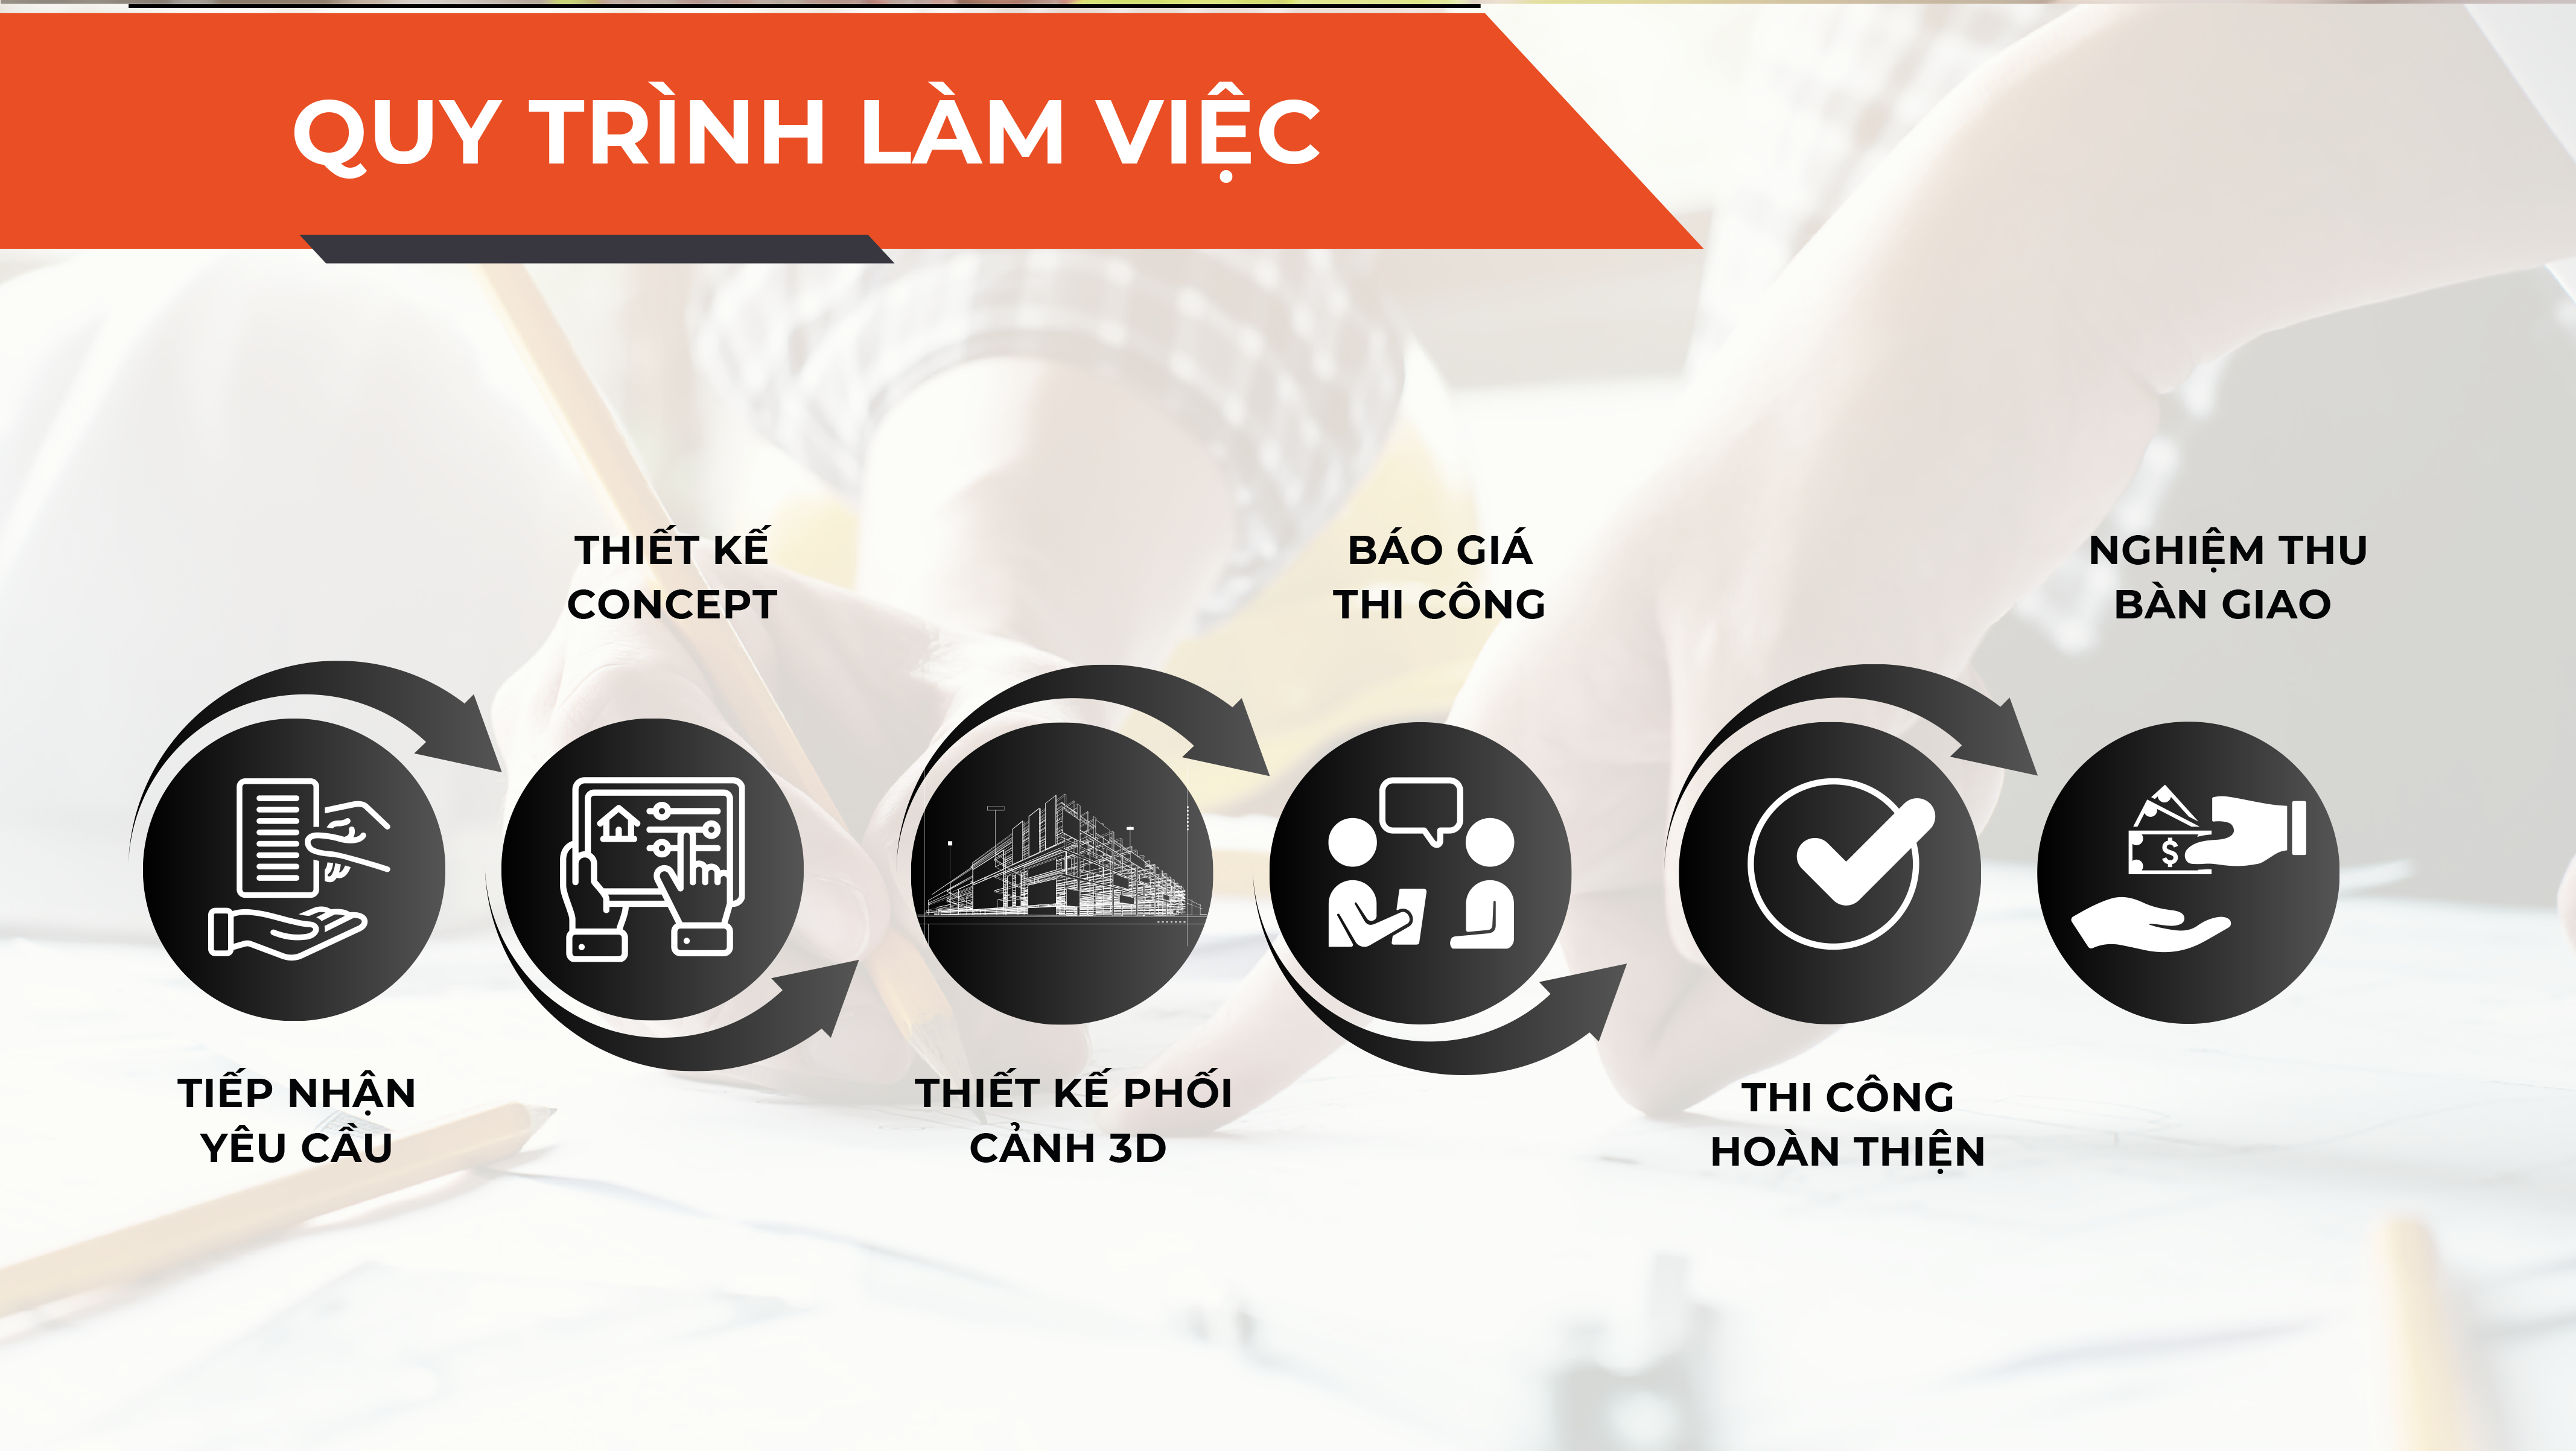 QUY TRÌNH LÀM VIỆC
TIẾP NHẬN
YÊU CẦU
THIẾT KẾ
CONCEPT
THIẾT KẾ PHỐI
CẢNH 3D
BÁO GIÁ
THI CÔNG
THI CÔNG
HOÀN THIỆN
NGHIỆM THU
BÀN GIAO
$